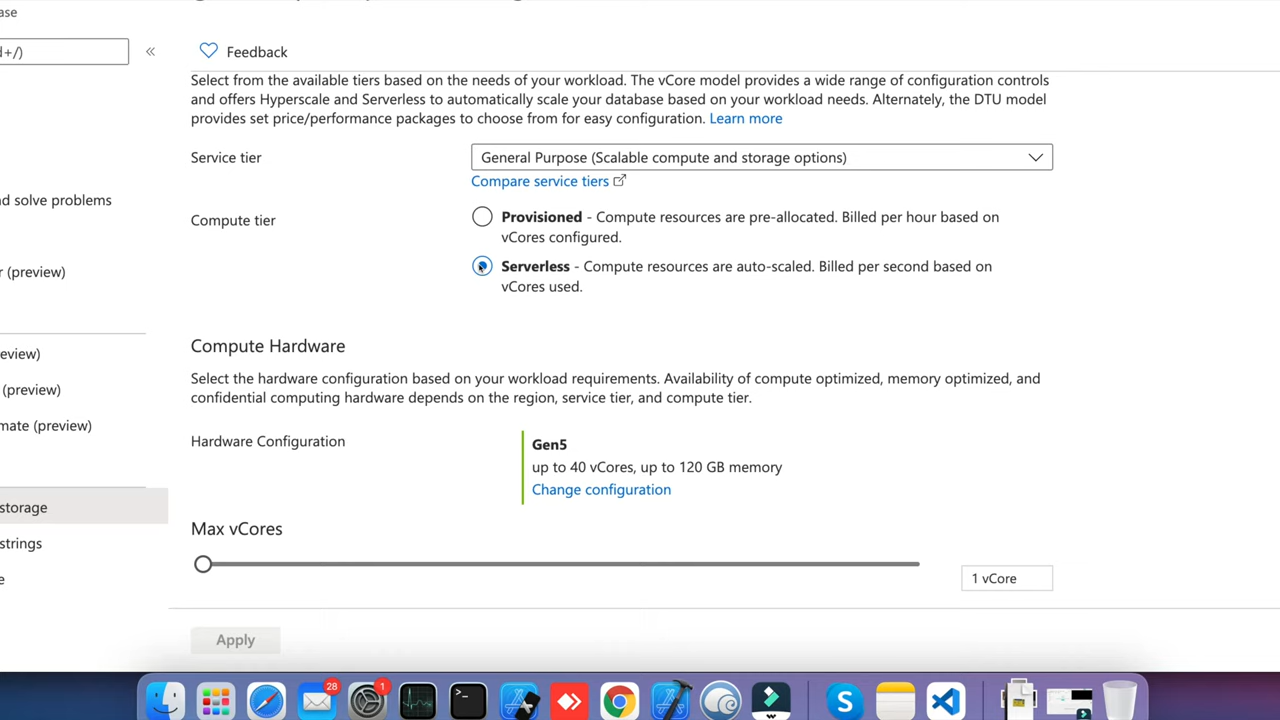 ase
d+/)
«
Feedback
Select from the available tiers based on the needs of your workload. The vCore model provides a wide range of configuration controls
and offers Hyperscale and Serverless to automatically scale your database based on your workload needs. Alternately, the DTU model
provides set price/performance packages to choose from for easy configuration. Learn more
Service tier
General Purpose (Scalable compute and storage options)
Compare service tiers
nd solve problems
Compute tier
Provisioned - Compute resources are pre-allocated. Billed per hour based on
vCores configured.
r (preview)
Serverless - Compute resources are auto-scaled. Billed per second based on
vCores used.
eview)
Compute Hardware
(preview)
Select the hardware configuration based on your workload requirements. Availability of compute optimized, memory optimized, and
confidential computing hardware depends on the region, service tier, and compute tier.
mate (preview)
Hardware Configuration
Gen5
up to 40 vCores, up to 120 GB memory
Change configuration
storage
Max vCores
strings
e
1 vCore
Apply
28
1
>_
S